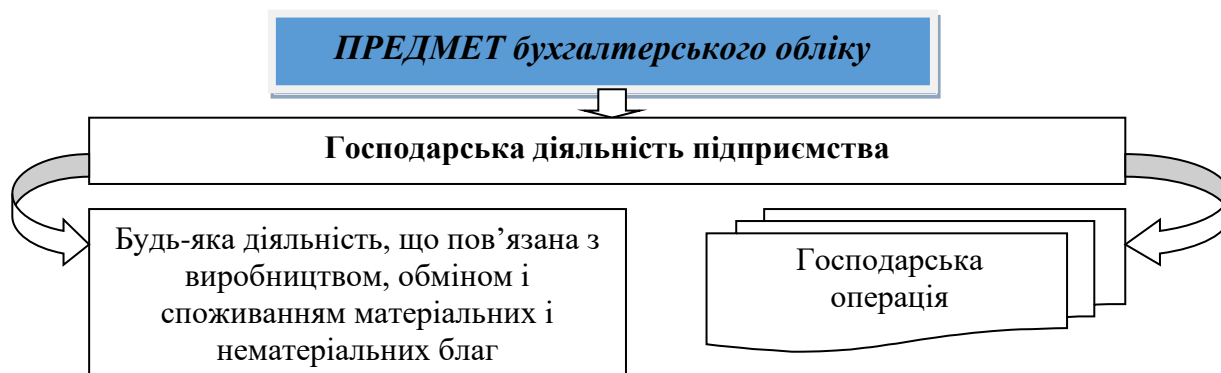 ПРЕДМЕТ бухгалтерського обліку
Господарська діяльність підприємства
Будь-яка діяльність, що пов’язана з
виробництвом, обміном і
споживанням матеріальних і
нематеріальних благ
Господарська
операція